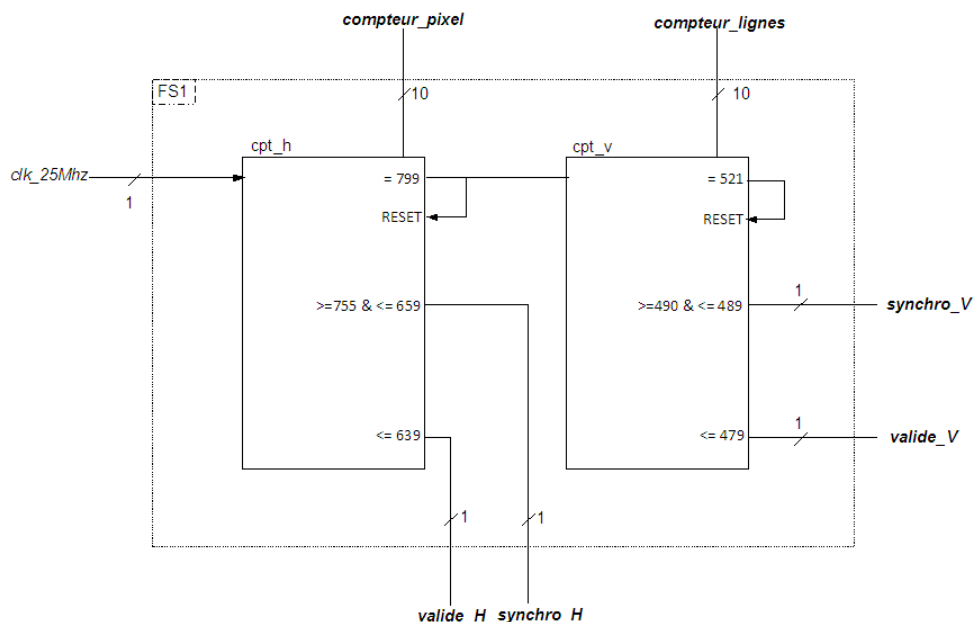 compteur_pixel
compteur_lignes
FS1
10
10
cpt_h
cpt_v
clk_25Mhz
1
= 799
= 521
RESET
RESET
>=755 & <= 659
>=490 & <= 489
1
synchro_V
<= 639
<= 479
1
valide_V
1
1
valide_H
synchro_H